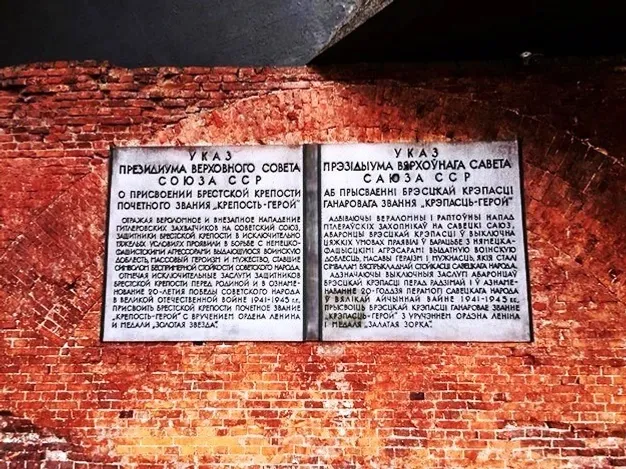 УКАЗ
ПРЕЗИДИУМА ВЕРХОВНОГО СОВЕТА
СОЮЗА ССР
О ПРИСВОЕНИИ БРЕСТСКОЙ КРЕПОСТИ
ПОЧЕТНОГО ЗВАНИЯ „КРЕПОСТЬ-ГЕРОЙ"
ОТРАЖАЯ ВЕРОЛОМНОЕ И ВНЕЗАПНОЕ НАПАДЕНИЕ
ГИТЛЕРОВСКИХ ЗАХВАТЧИКОВ НА СОВЕТСКИЙ СОЮЗ,
ЗАЩИТНИКИ БРЕСТСКОЙ КРЕПОСТИ В ИСКЛЮЧИТЕЛЬНО
ТЯЖЕЛЫХ УСЛОВИЯХ ПРОЯВИЛИ В БОРЬБЕ С НЕМЕЦКО-
ФАШИСТСКИМИ АГРЕССОРАМИ ВЫДАЮЩУЮСЯ ВОИНСКУЮ
ДОБЛЕСТЬ, МАССОВЫЙ ГЕРОИЗМ И МУЖЕСТВО, СТАВШИЕ
СИМВОЛОМ БЕСПРИМЕРНОЙ СТОЙКОСТИ СОВЕТСКОГО НАРОДА.
ОТМЕЧАЯ ИСКЛЮЧИТЕЛЬНЫЕ ЗАСЛУГИ ЗАЩИТНИКОВ
БРЕСТСКОЙ КРЕПОСТИ ПЕРЕД РОДИНОЙ И В ОЗНАМЕ-
НОВАНИЕ 20-ЛЕТИЯ ПОБЕДЫ СОВЕТСКОГО НАРОДА
В ВЕЛИКОЙ ОТЕЧЕСТВЕННОЙ ВОЙНЕ 1941-1945 г.г.
ПРИСВОИТЬ БРЕСТСКОЙ КРЕПОСТИ ПОЧЕТНОЕ ЗВАНИЕ
„КРЕПОСТЬ-ГЕРОЙ" С ВРУЧЕНИЕМ ОРДЕНА ЛЕНИНА
И МЕДАЛИ „ЗОЛОТАЯ ЗВЕЗДА".
УКАЗ
ПРЭЗІДЫУМА ВЯРХОЎНАГА САВЕТА
САЮЗА ССР
АБ ПРЫСВАЕННІ БРЭСЦКАЙ КРЭПАСЦІ
ГАНАРОВАГА ЗВАННЯ „КРЭПАСЦЬ-ГЕРОЙ"
АДБІВАЮЧЫ ВЕРАЛОМНЫ І РАПТОЎНЫ НАПАД
ГІТЛЕРАЎСКІХ ЗАХОПНІКАЎ НА САВЕЦКІ САЮЗ,
АБАРОНЦЫ БРЭСЦКАЙ КРЭПАСЦІ Ў ВЫКЛЮЧНА
ЦЯЖКІХ УМОВАХ ПРАЯВІЛІ Ў БАРАЦЬБЕ З НЯМЕЦКА-
ФАШЫСЦКІМІ АГРЭСАРАМІ ВЫДАТНУЮ ВОІНСКУЮ
ДОБЛЕСЦЬ, МАСАВЫ ГЕРАІЗМ І МУЖНАСЦЬ, ЯКІЯ СТАЛІ
СІМВАЛАМ БЯСПРЫКЛАДНАЙ СТОЙКАСЦІ САВЕЦКАГА НАРОДА.
АДЗНАЧАЮЧЫ ВЫКЛЮЧНЫЯ ЗАСЛУГІ АБАРОНЦАЎ
БРЭСЦКАЙ КРЭПАСЦІ ПЕРАД РАДЗІМАЙ І Ў АЗНАМЕ-
НАВАННЕ 20-ГОДДЗЯ ПЕРАМОГІ САВЕЦКАГА НАРОДА
Ў ВЯЛІКАЙ АЙЧЫННАЙ ВАЙНЕ 1941-1945 г.г.
ПРЫСВОІЦЬ БРЭСЦКАЙ КРЭПАСЦІ ГАНАРОВАЕ ЗВАННЕ
„КРЭПАСЦЬ-ГЕРОЙ" З УРУЧЭННЕМ ОРДЭНА ЛЕНІНА
І МЕДАЛЯ „ЗАЛАТАЯ ЗОРКА".